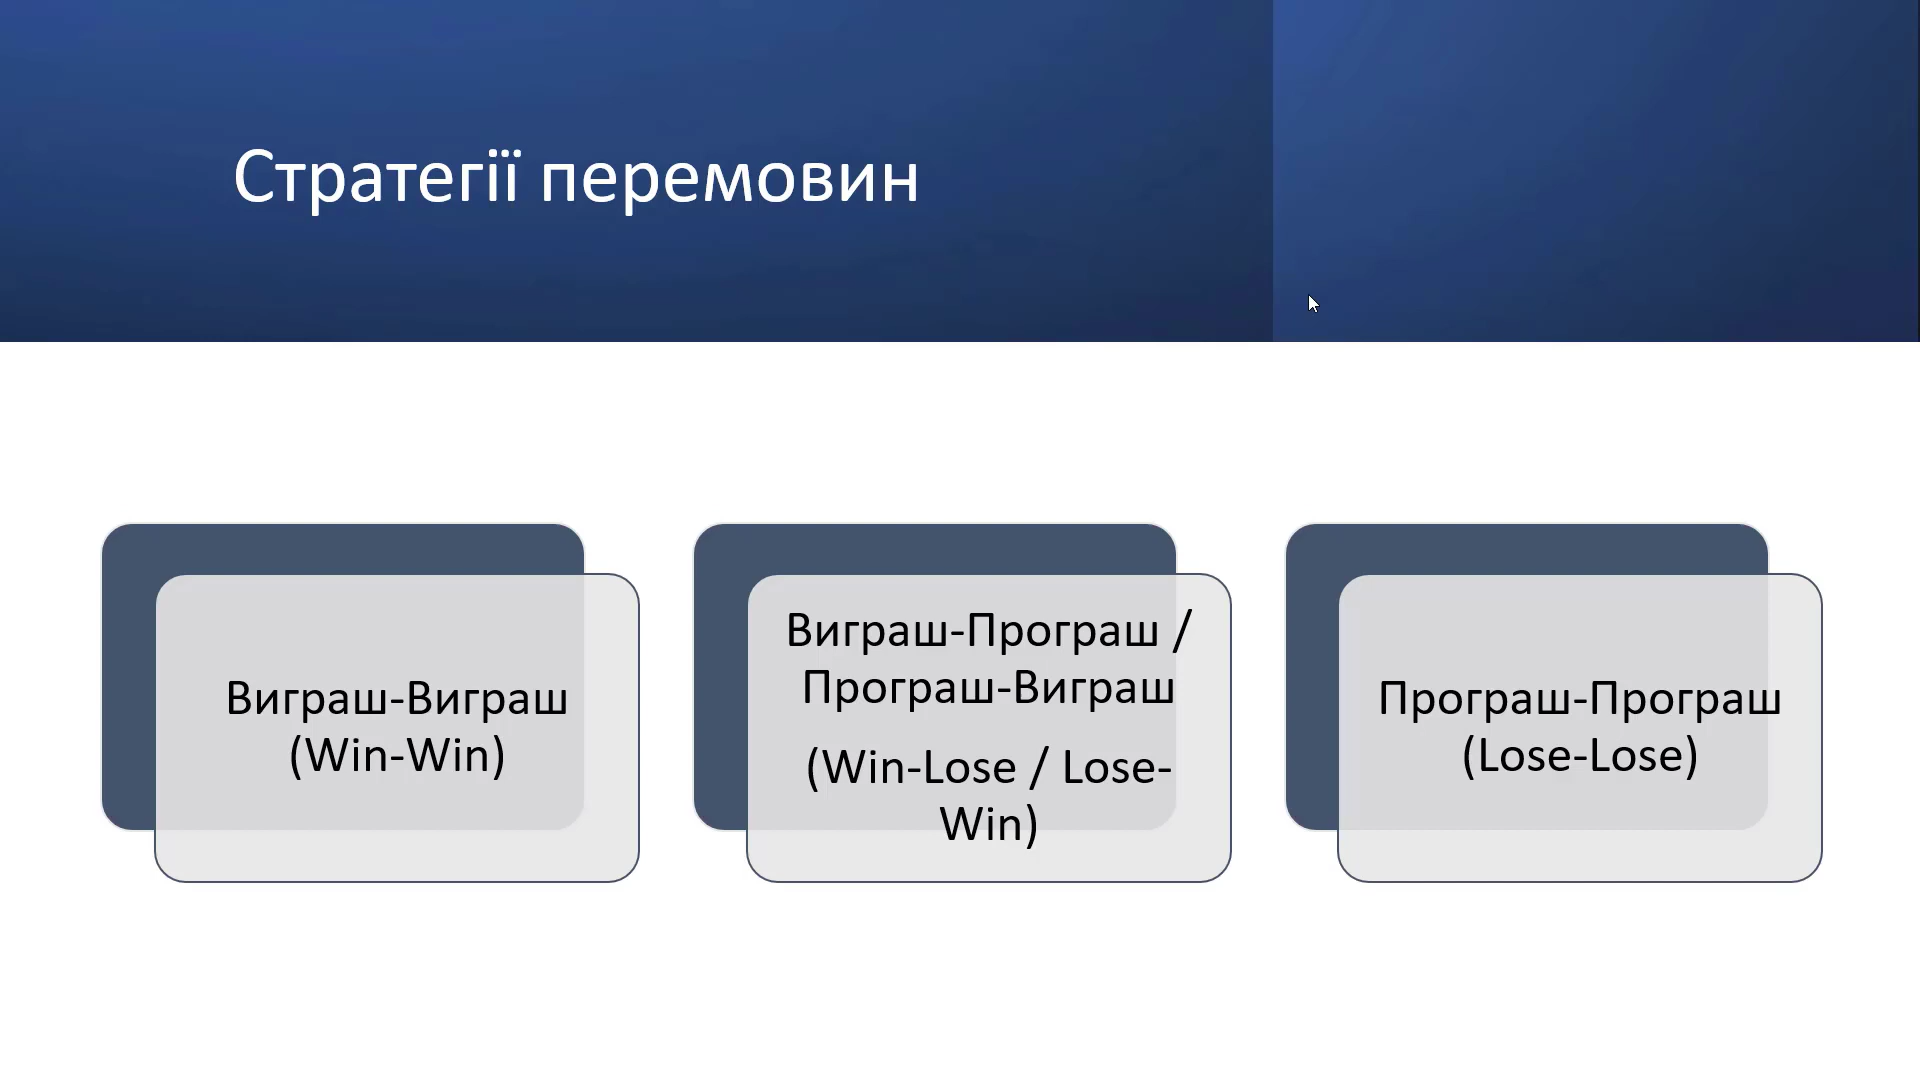 Стратегії перемовин
Виграш-Виграш
(Win-Win)
Виграш-Програш /
Програш-Виграш
(Win-Lose / Lose-
Win)
Програш-Програш
(Lose-Lose)